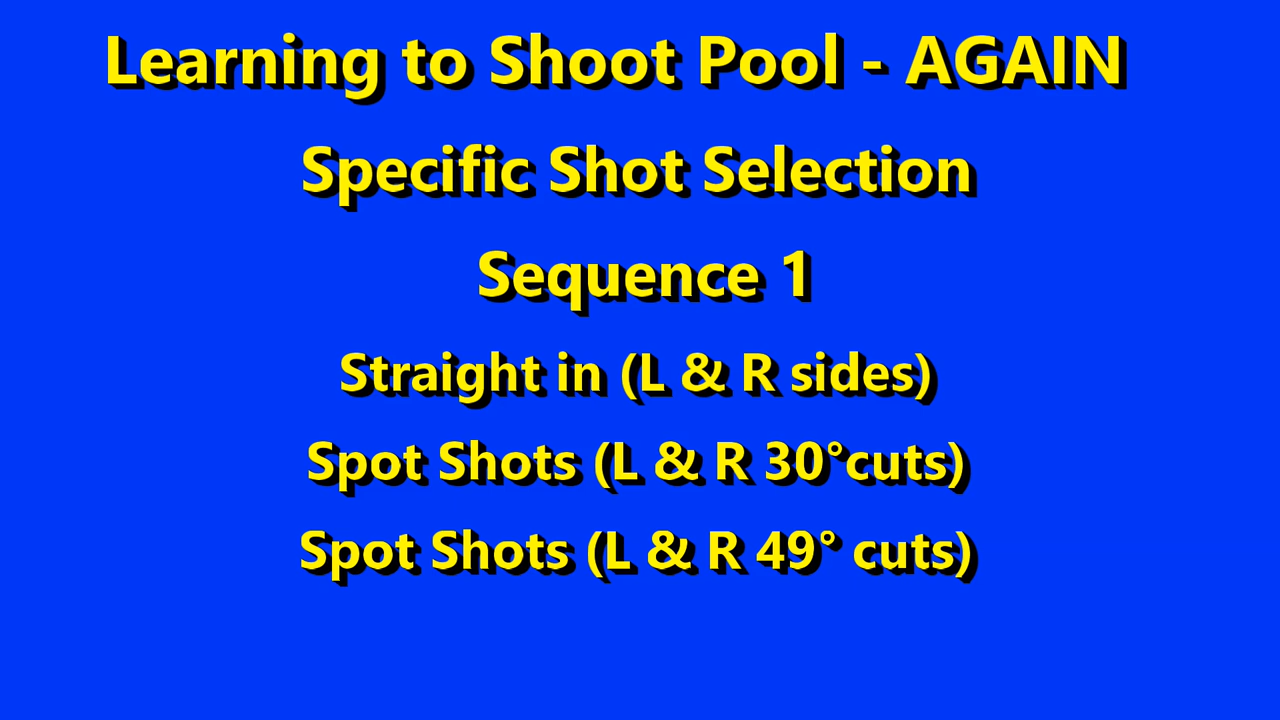 Learning to Shoot Pool - AGAIN
Specific Shot Selection
Sequence 1
Straight in (L & R sides)
Spot Shots (L & R 30°cuts)
Spot Shots (L & R 49° cuts)